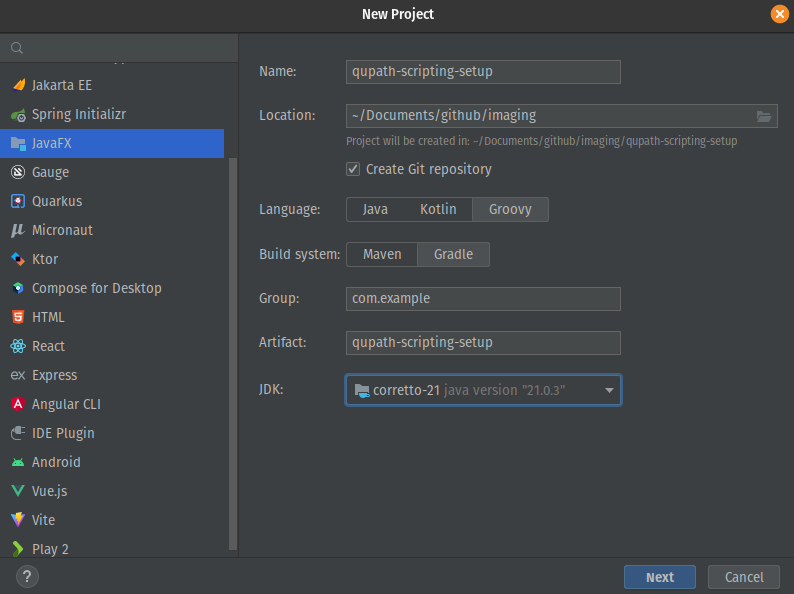 New Project
Jakarta EE
Spring Initializr
JavaFX
Gauge
Quarkus
Micronaut
Ktor
Compose for Desktop
HTML
React
ex Express
Angular CLI
IDE Plugin
Android
Vue.js
Vite
Play 2
Name: qupath-scripting-setup
Location: ~/Documents/github/imaging
Project will be created in: ~/Documents/github/imaging/qupath-scripting-setup
Create Git repository
Language: Java Kotlin Groovy
Build system: Maven Gradle
Group: com.example
Artifact: qupath-scripting-setup
JDK: corretto-21 java version "21.0.3"
? Next Cancel